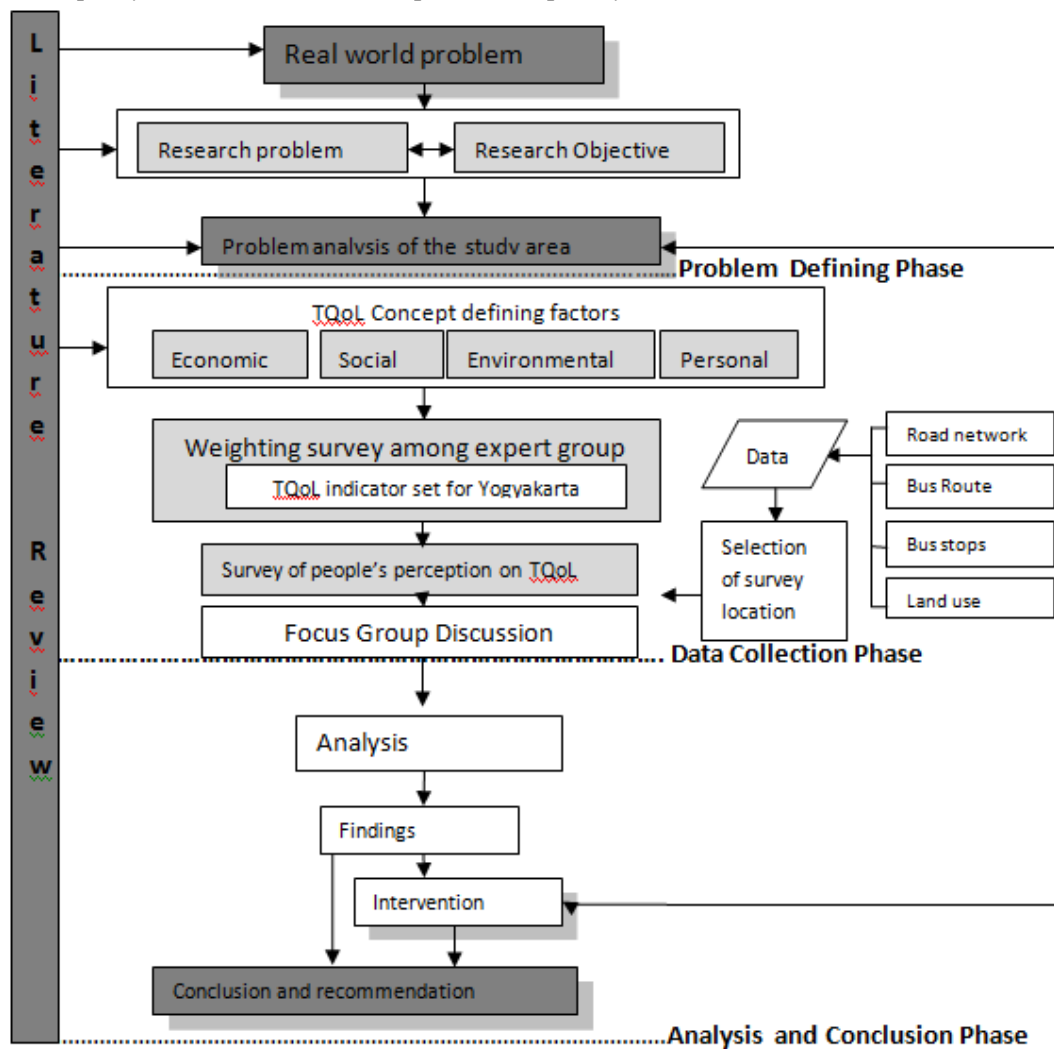 Literature Review
Real world problem
Research problem
Research Objective
Problem analysis of the study area
Problem Defining Phase
TQoL Concept defining factors
Economic
Social
Environmental
Personal
Weighting survey among expert group
TQoL indicator set for Yogyakarta
Survey of people's perception on TQoL
Focus Group Discussion
Data
Road network
Bus Route
Bus stops
Land use
Selection
of survey
location
Data Collection Phase
Analysis
Findings
Intervention
Conclusion and recommendation
Analysis and Conclusion Phase